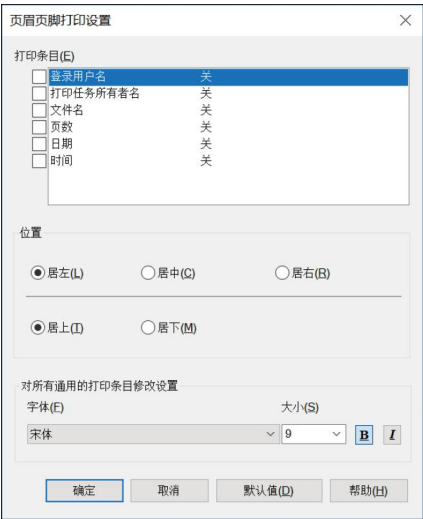 页眉页脚打印设置
打印条目(E)
登录用户名 关
打印任务所有者名 关
文件名 关
页数 关
日期 关
时间 关
位置
居左(L) 居中(C) 居右(R)
居上(T) 居下(M)
对所有通用的打印条目修改设置
字体(F) 大小(S)
宋体 9 B I
确定 取消 默认值(D) 帮助(H)